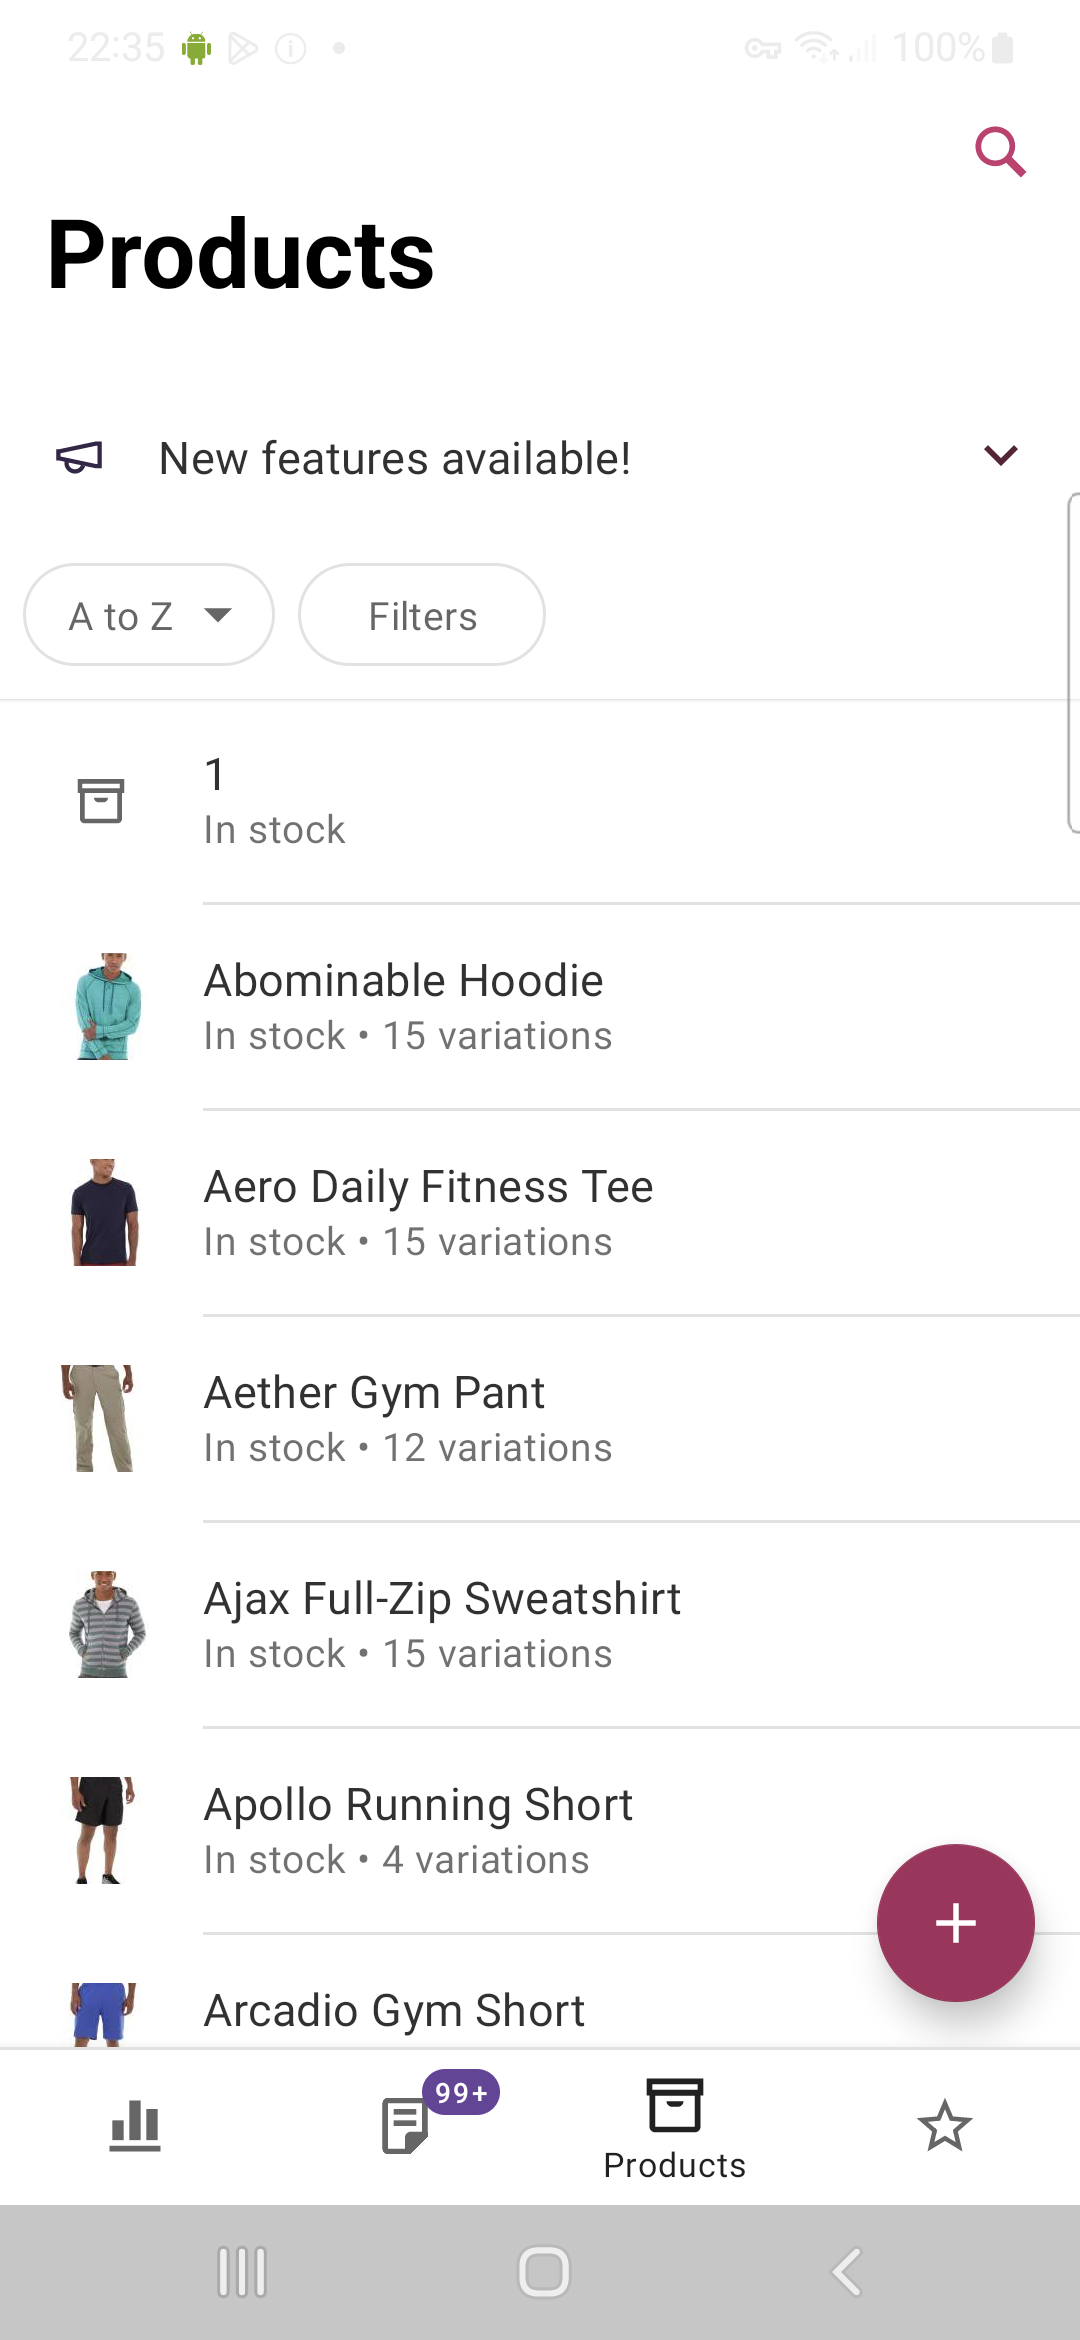 22:35
100%
Products
New features available!
A to Z
Filters
1
In stock
Abominable Hoodie
In stock • 15 variations
Aero Daily Fitness Tee
In stock • 15 variations
Aether Gym Pant
In stock • 12 variations
Ajax Full-Zip Sweatshirt
In stock • 15 variations
Apollo Running Short
In stock • 4 variations
Arcadio Gym Short
99+
Products